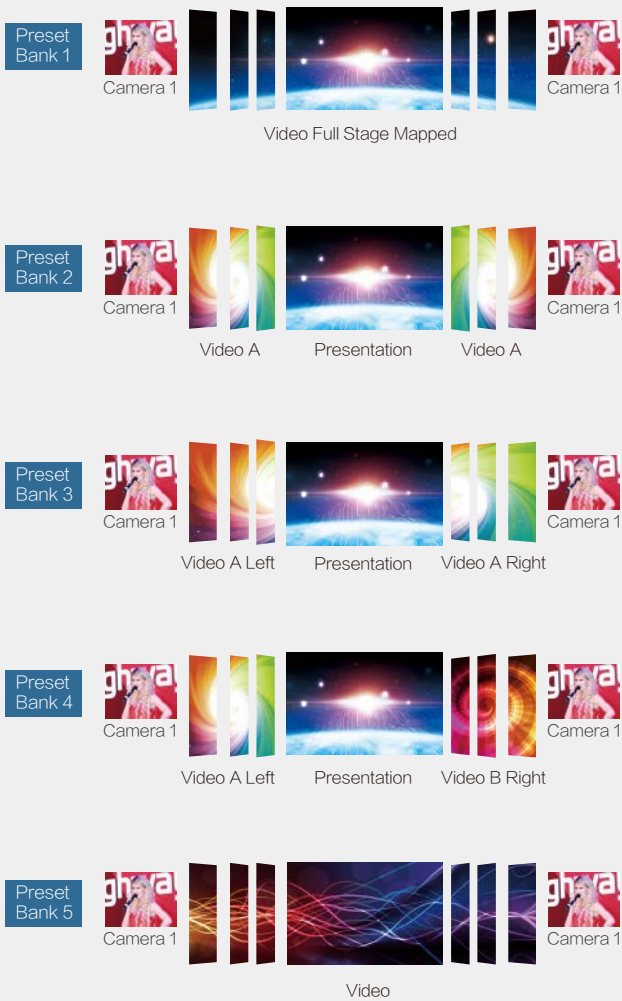 Preset
Bank 1
Camera 1
Camera 1
Video Full Stage Mapped
Preset
Bank 2
Camera 1
Camera 1
Video A
Presentation
Video A
Preset
Bank 3
Camera 1
Camera 1
Video A Left
Presentation
Video A Right
Preset
Bank 4
Camera 1
Camera 1
Video A Left
Presentation
Video B Right
Preset
Bank 5
Camera 1
Camera 1
Video